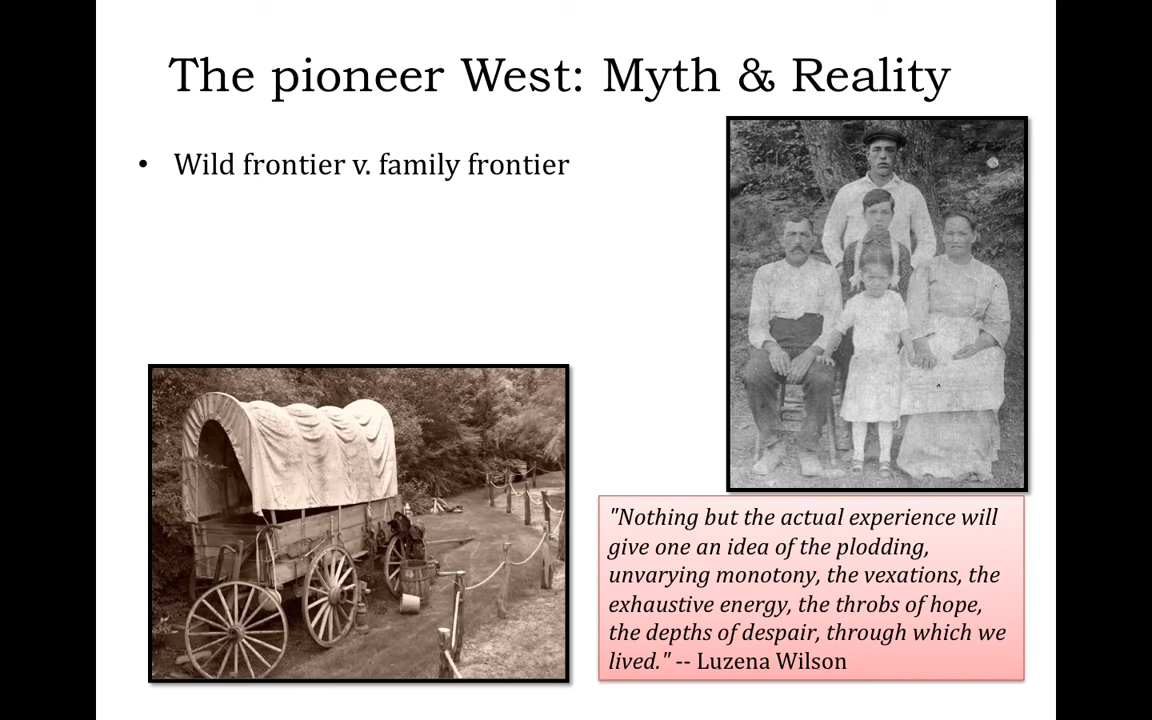 The pioneer West: Myth & Reality
• Wild frontier v. family frontier
"Nothing but the actual experience will
give one an idea of the plodding,
unvarying monotony, the vexations, the
exhaustive energy, the throbs of hope,
the depths of despair, through which we
lived." -- Luzena Wilson